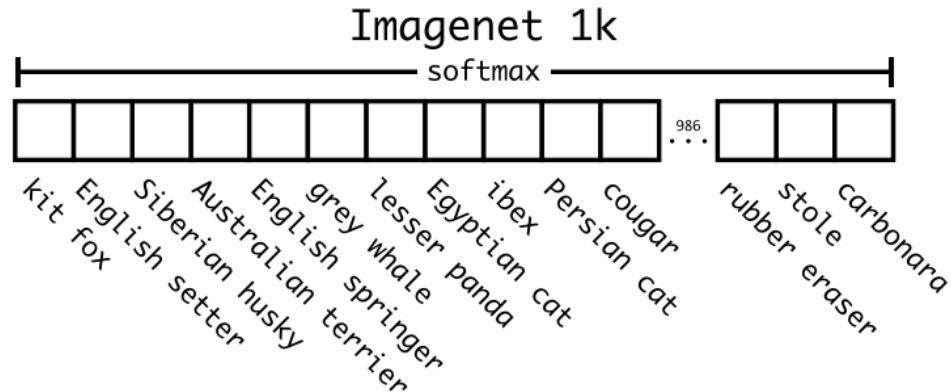 Imagenet 1k
softmax
986
...
kit fox
English setter
Siberian husky
Australian terrier
English springer
grey whale
lesser panda
Egyptian cat
ibex
Persian cat
cougar
rubber eraser
stole
carbonara